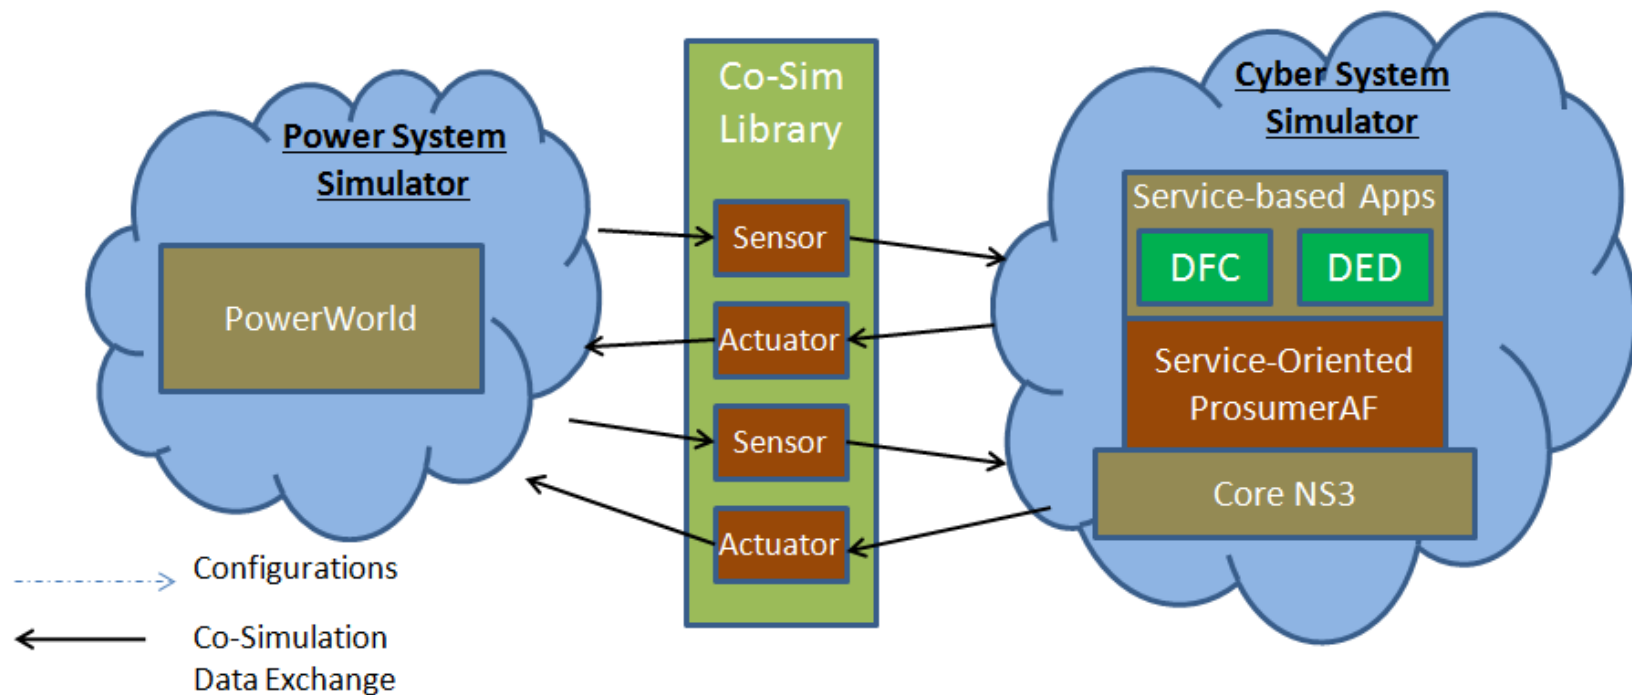 Power System
Simulator
PowerWorld
Co-Sim
Library
Sensor
Actuator
Sensor
Actuator
Cyber System
Simulator
Service-based Apps
DFC
DED
Service-Oriented
ProsumerAF
Core NS3
Configurations
Co-Simulation
Data Exchange